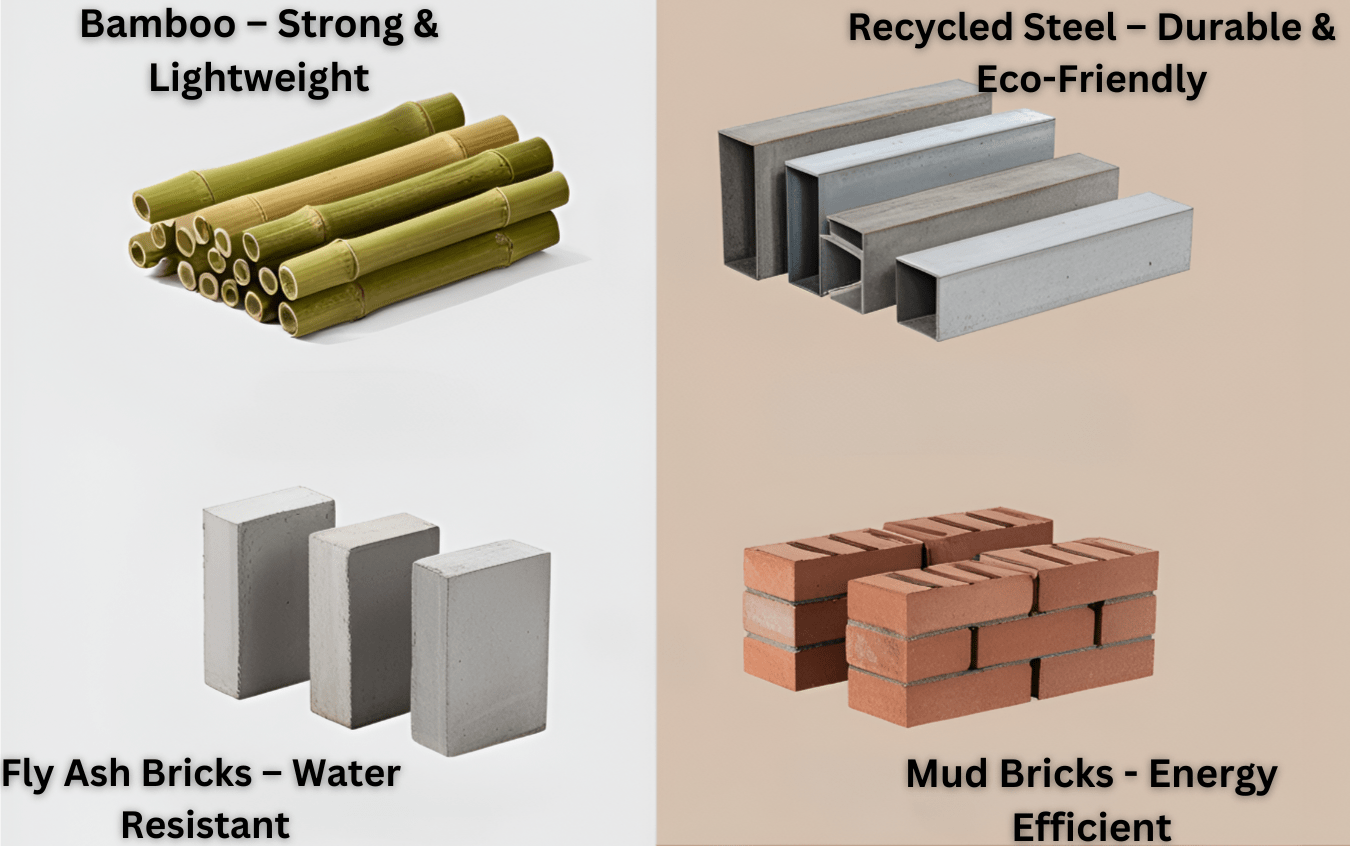 Bamboo – Strong &
Lightweight
Recycled Steel – Durable &
Eco-Friendly
Fly Ash Bricks – Water
Resistant
Mud Bricks - Energy
Efficient